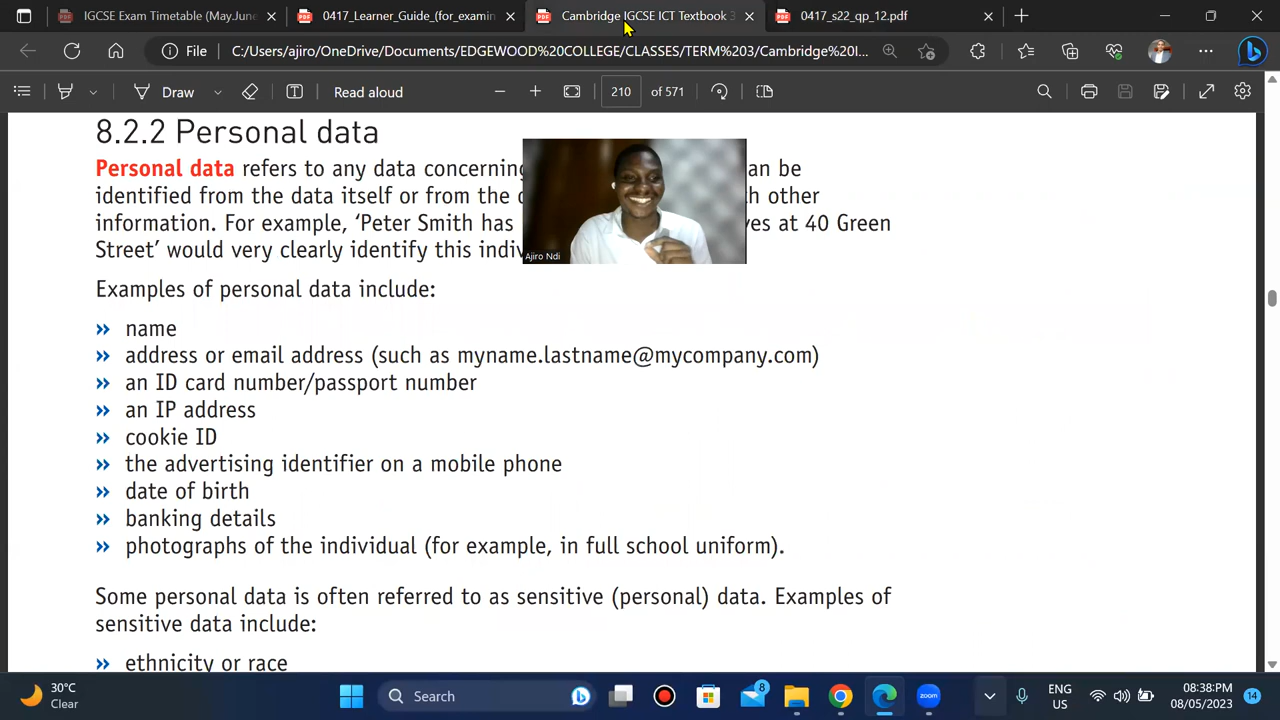 IGCSE Exam Timetable (May June
0417_Learner_Guide_(for_examin
Cambridge IGCSE ICT Textbook 3
0417_s22_qp_12.pdf
File
C:/Users/ajiro/OneDrive/Documents/EDGEWOOD%20COLLEGE/CLASSES/TERM%203/Cambridge%20I...
Draw
Read aloud
210 of 571
8.2.2 Personal data
Personal data refers to any data concerning an be
identified from the data itself or from the h other
information. For example, ‘Peter Smith has es at 40 Green
Street’ would very clearly identify this indiv
Ajiro Ndi
Examples of personal data include:
» name
» address or email address (such as myname.lastname@mycompany.com)
» an ID card number/passport number
» an IP address
» cookie ID
» the advertising identifier on a mobile phone
» date of birth
» banking details
» photographs of the individual (for example, in full school uniform).
Some personal data is often referred to as sensitive (personal) data. Examples of
sensitive data include:
» ethnicity or race
30°C
Clear
Search
8
zoom
ENG
US
08:38:PM
08/05/2023
14